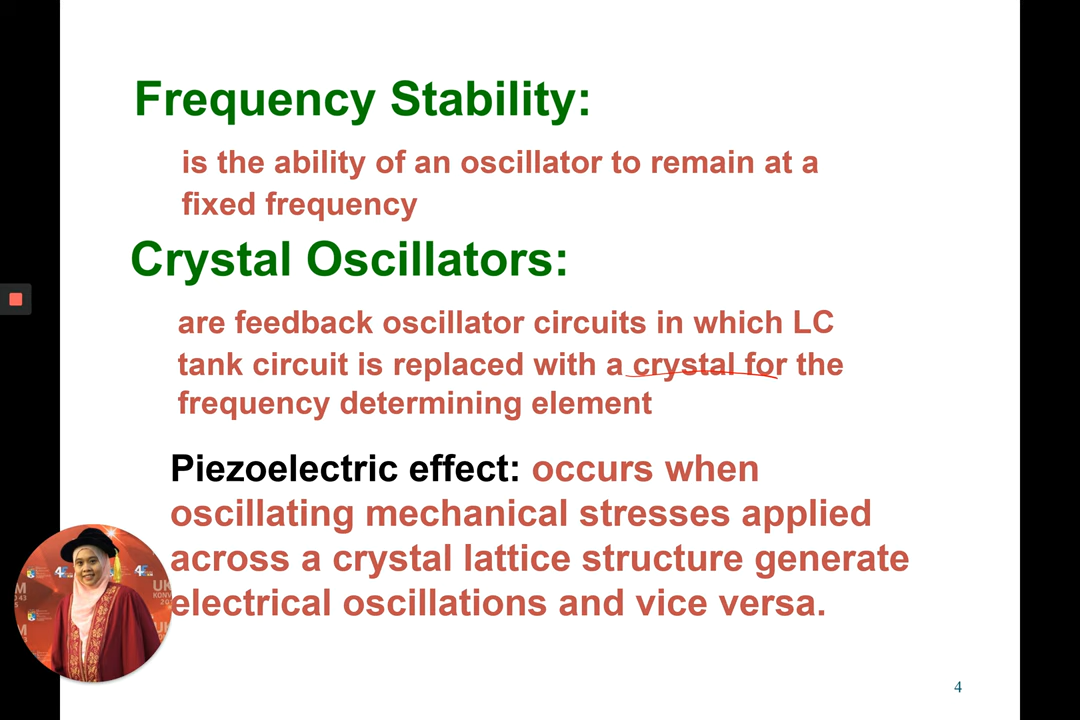 Frequency Stability:
is the ability of an oscillator to remain at a
fixed frequency
Crystal Oscillators:
are feedback oscillator circuits in which LC
tank circuit is replaced with a crystal for the
frequency determining element
Piezoelectric effect: occurs when
oscillating mechanical stresses applied
across a crystal lattice structure generate
electrical oscillations and vice versa.
4